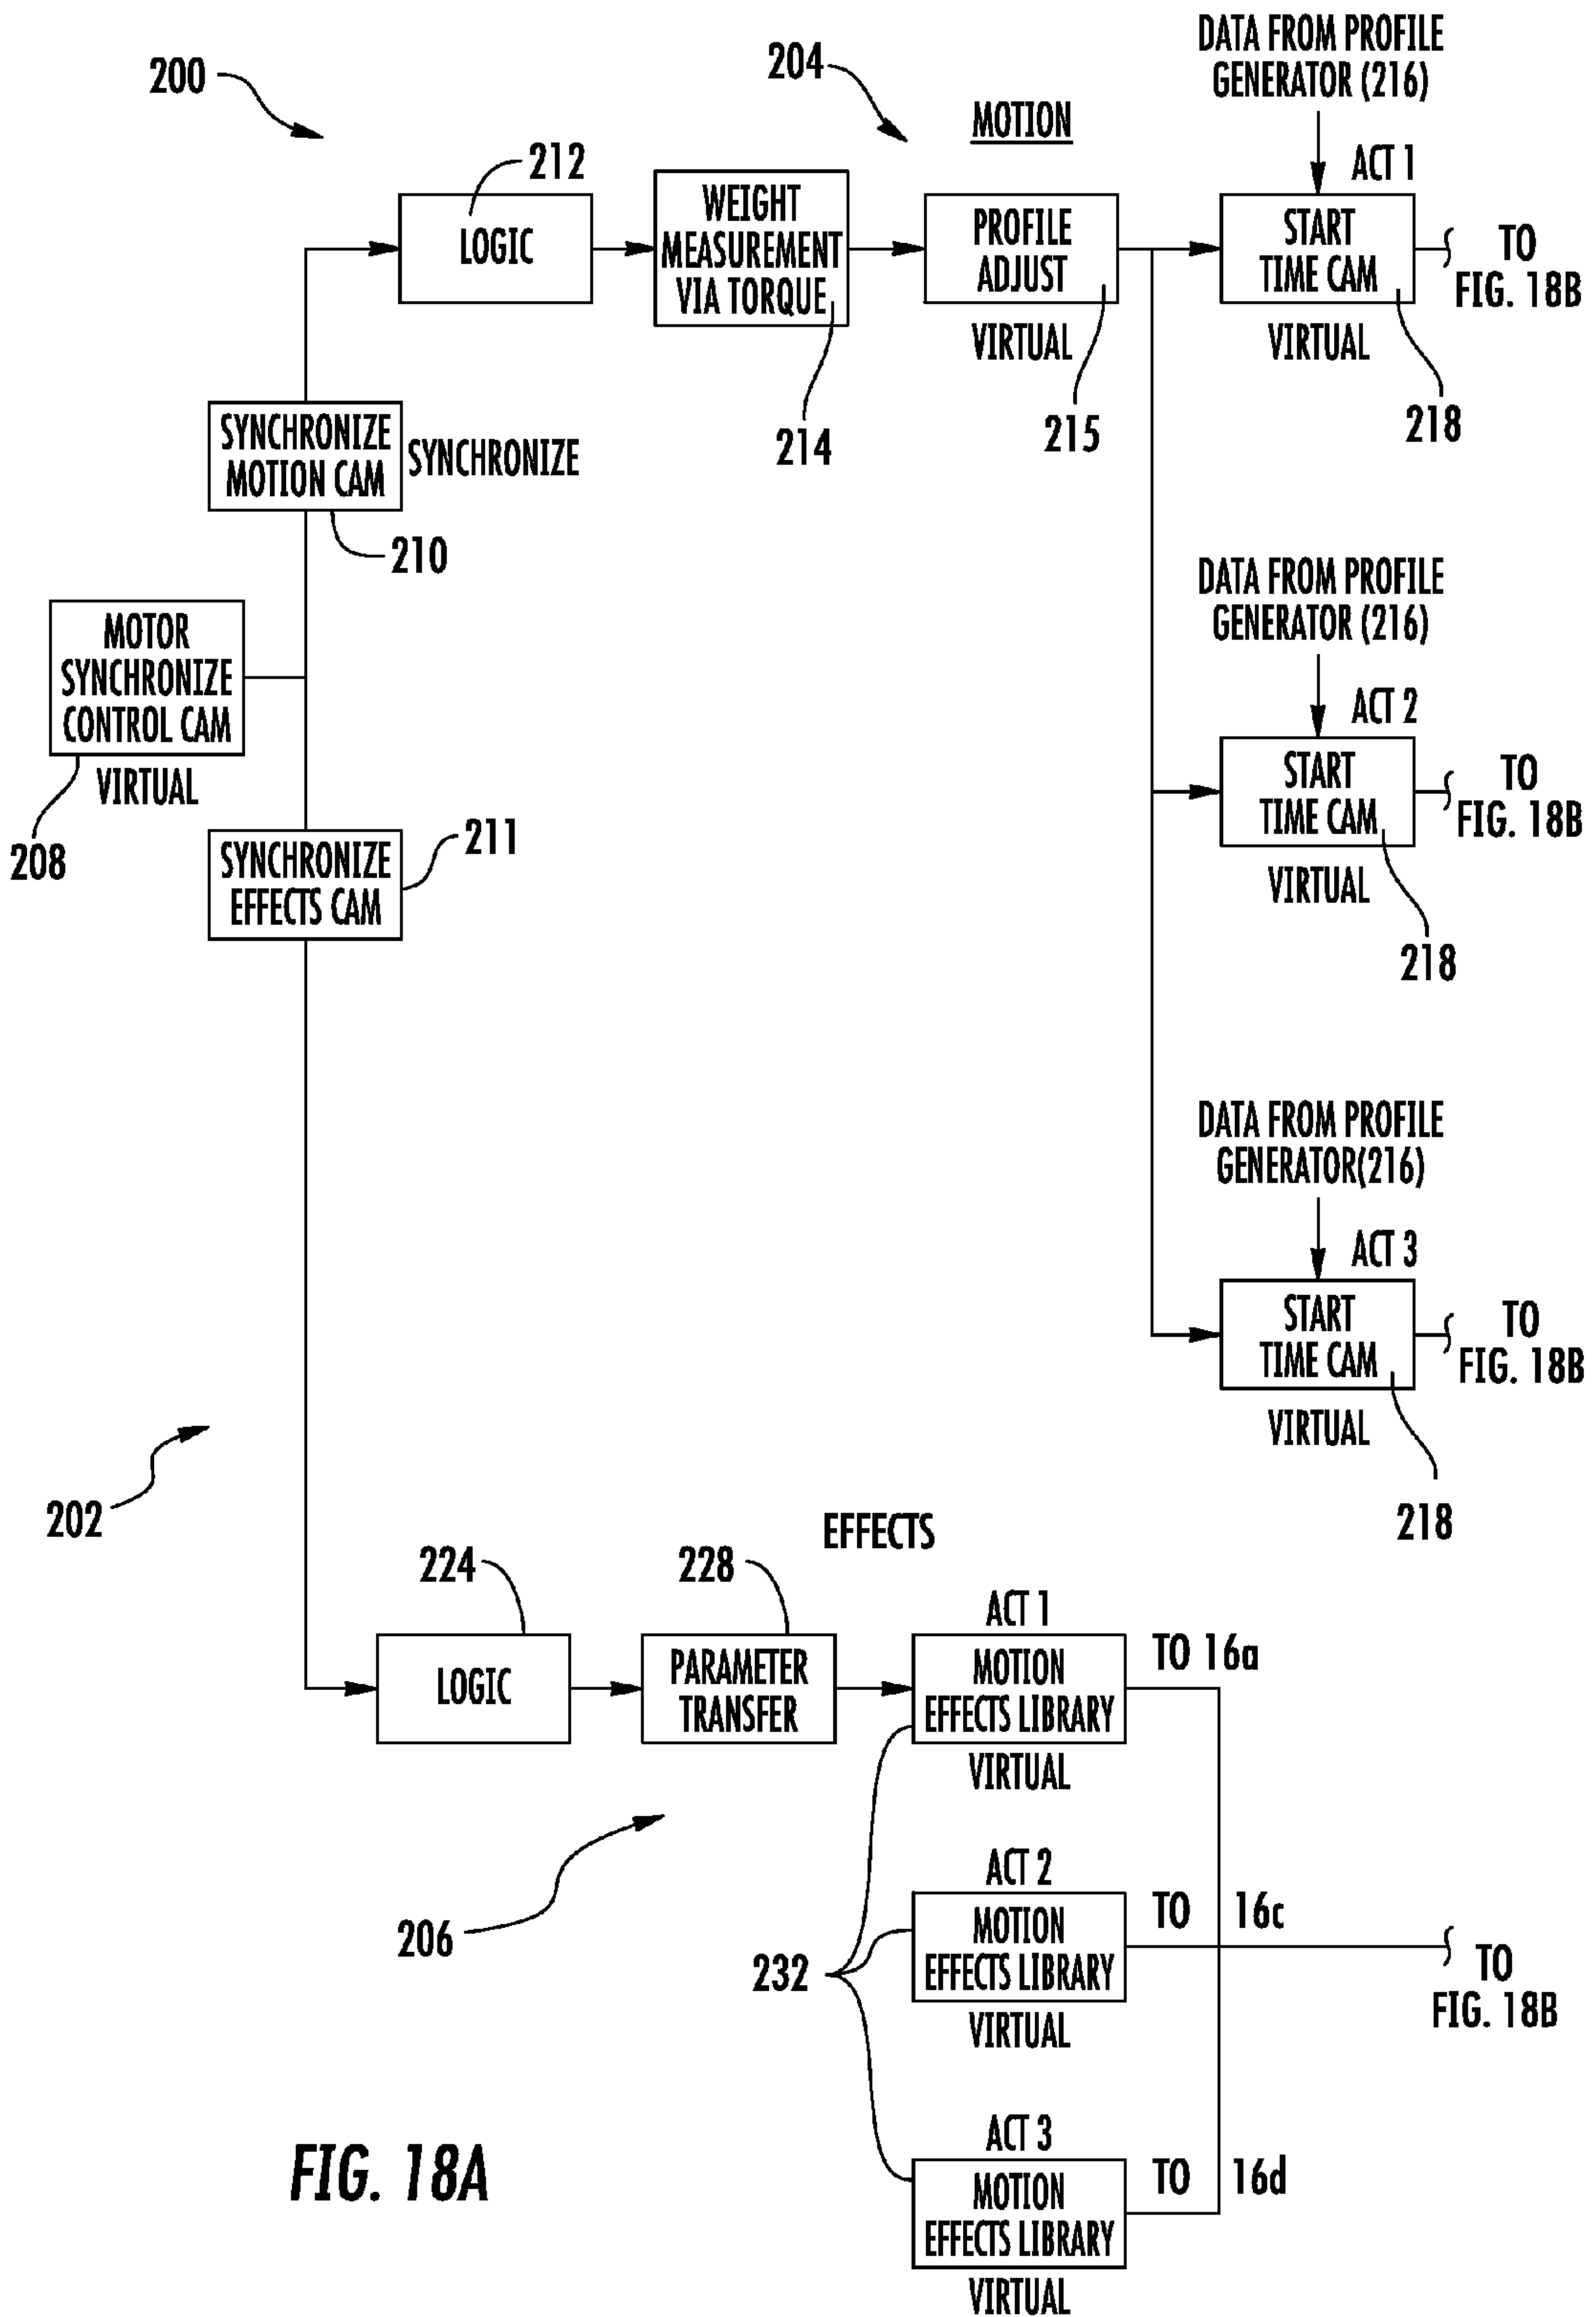 200
204
MOTION
DATA FROM PROFILE
GENERATOR (216)
ACT 1
212
LOGIC
WEIGHT
MEASUREMENT
VIA TORQUE
214
PROFILE
ADJUST
VIRTUAL
215
START
TIME CAM
VIRTUAL
218
TO
FIG. 18B
SYNCHRONIZE
MOTION CAM
SYNCHRONIZE
210
MOTOR
SYNCHRONIZE
CONTROL CAM
VIRTUAL
208
SYNCHRONIZE
EFFECTS CAM
211
DATA FROM PROFILE
GENERATOR (216)
ACT 2
START
TIME CAM
VIRTUAL
218
TO
FIG. 18B
DATA FROM PROFILE
GENERATOR(216)
ACT 3
START
TIME CAM
VIRTUAL
218
TO
FIG. 18B
202
EFFECTS
224
LOGIC
228
PARAMETER
TRANSFER
ACT 1
MOTION
EFFECTS LIBRARY
VIRTUAL
TO 16a
206
232
ACT 2
MOTION
EFFECTS LIBRARY
VIRTUAL
TO 16c
TO
FIG. 18B
ACT 3
MOTION
EFFECTS LIBRARY
VIRTUAL
TO 16d
FIG. 18A